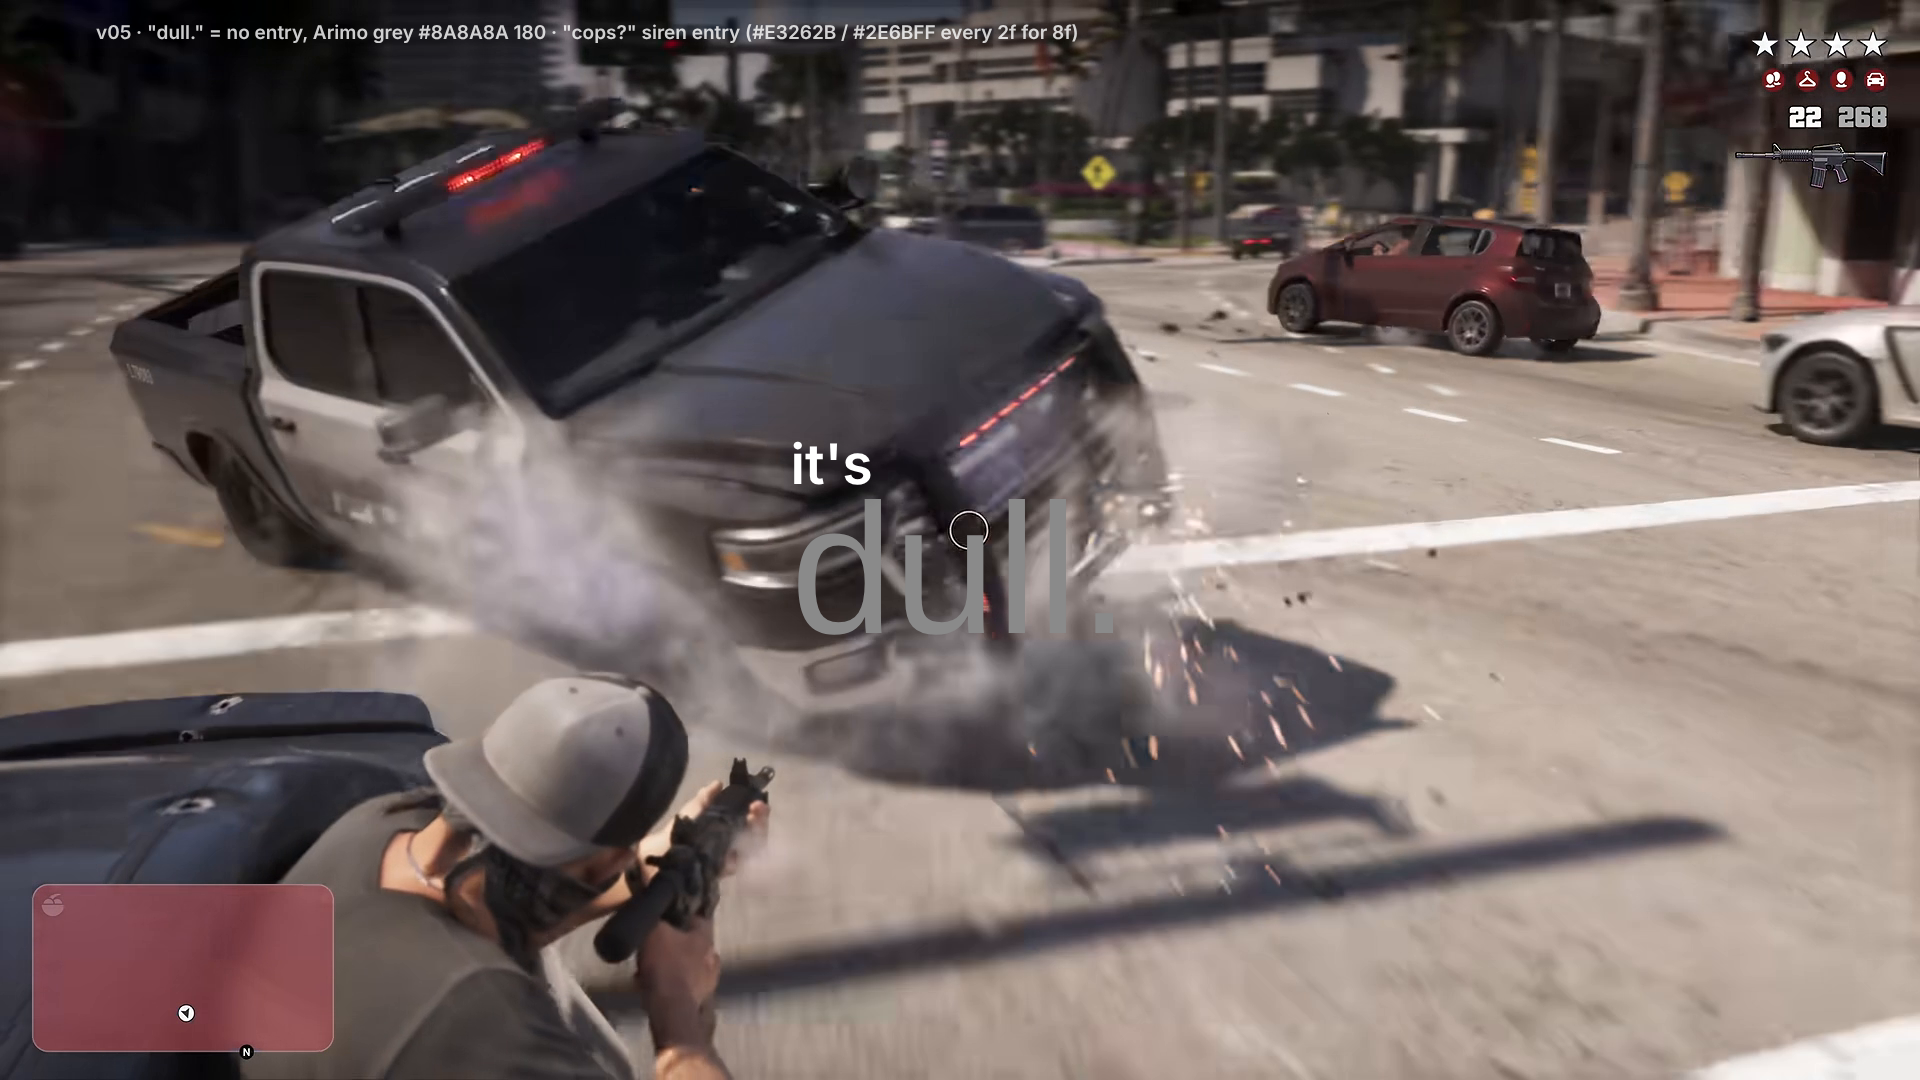 v05 · "dull." = no entry, Arimo grey #8A8A8A 180 · "cops?" siren entry (#E3262B / #2E6BFF every 2f for 8f)
22 268
it's
dull.
N